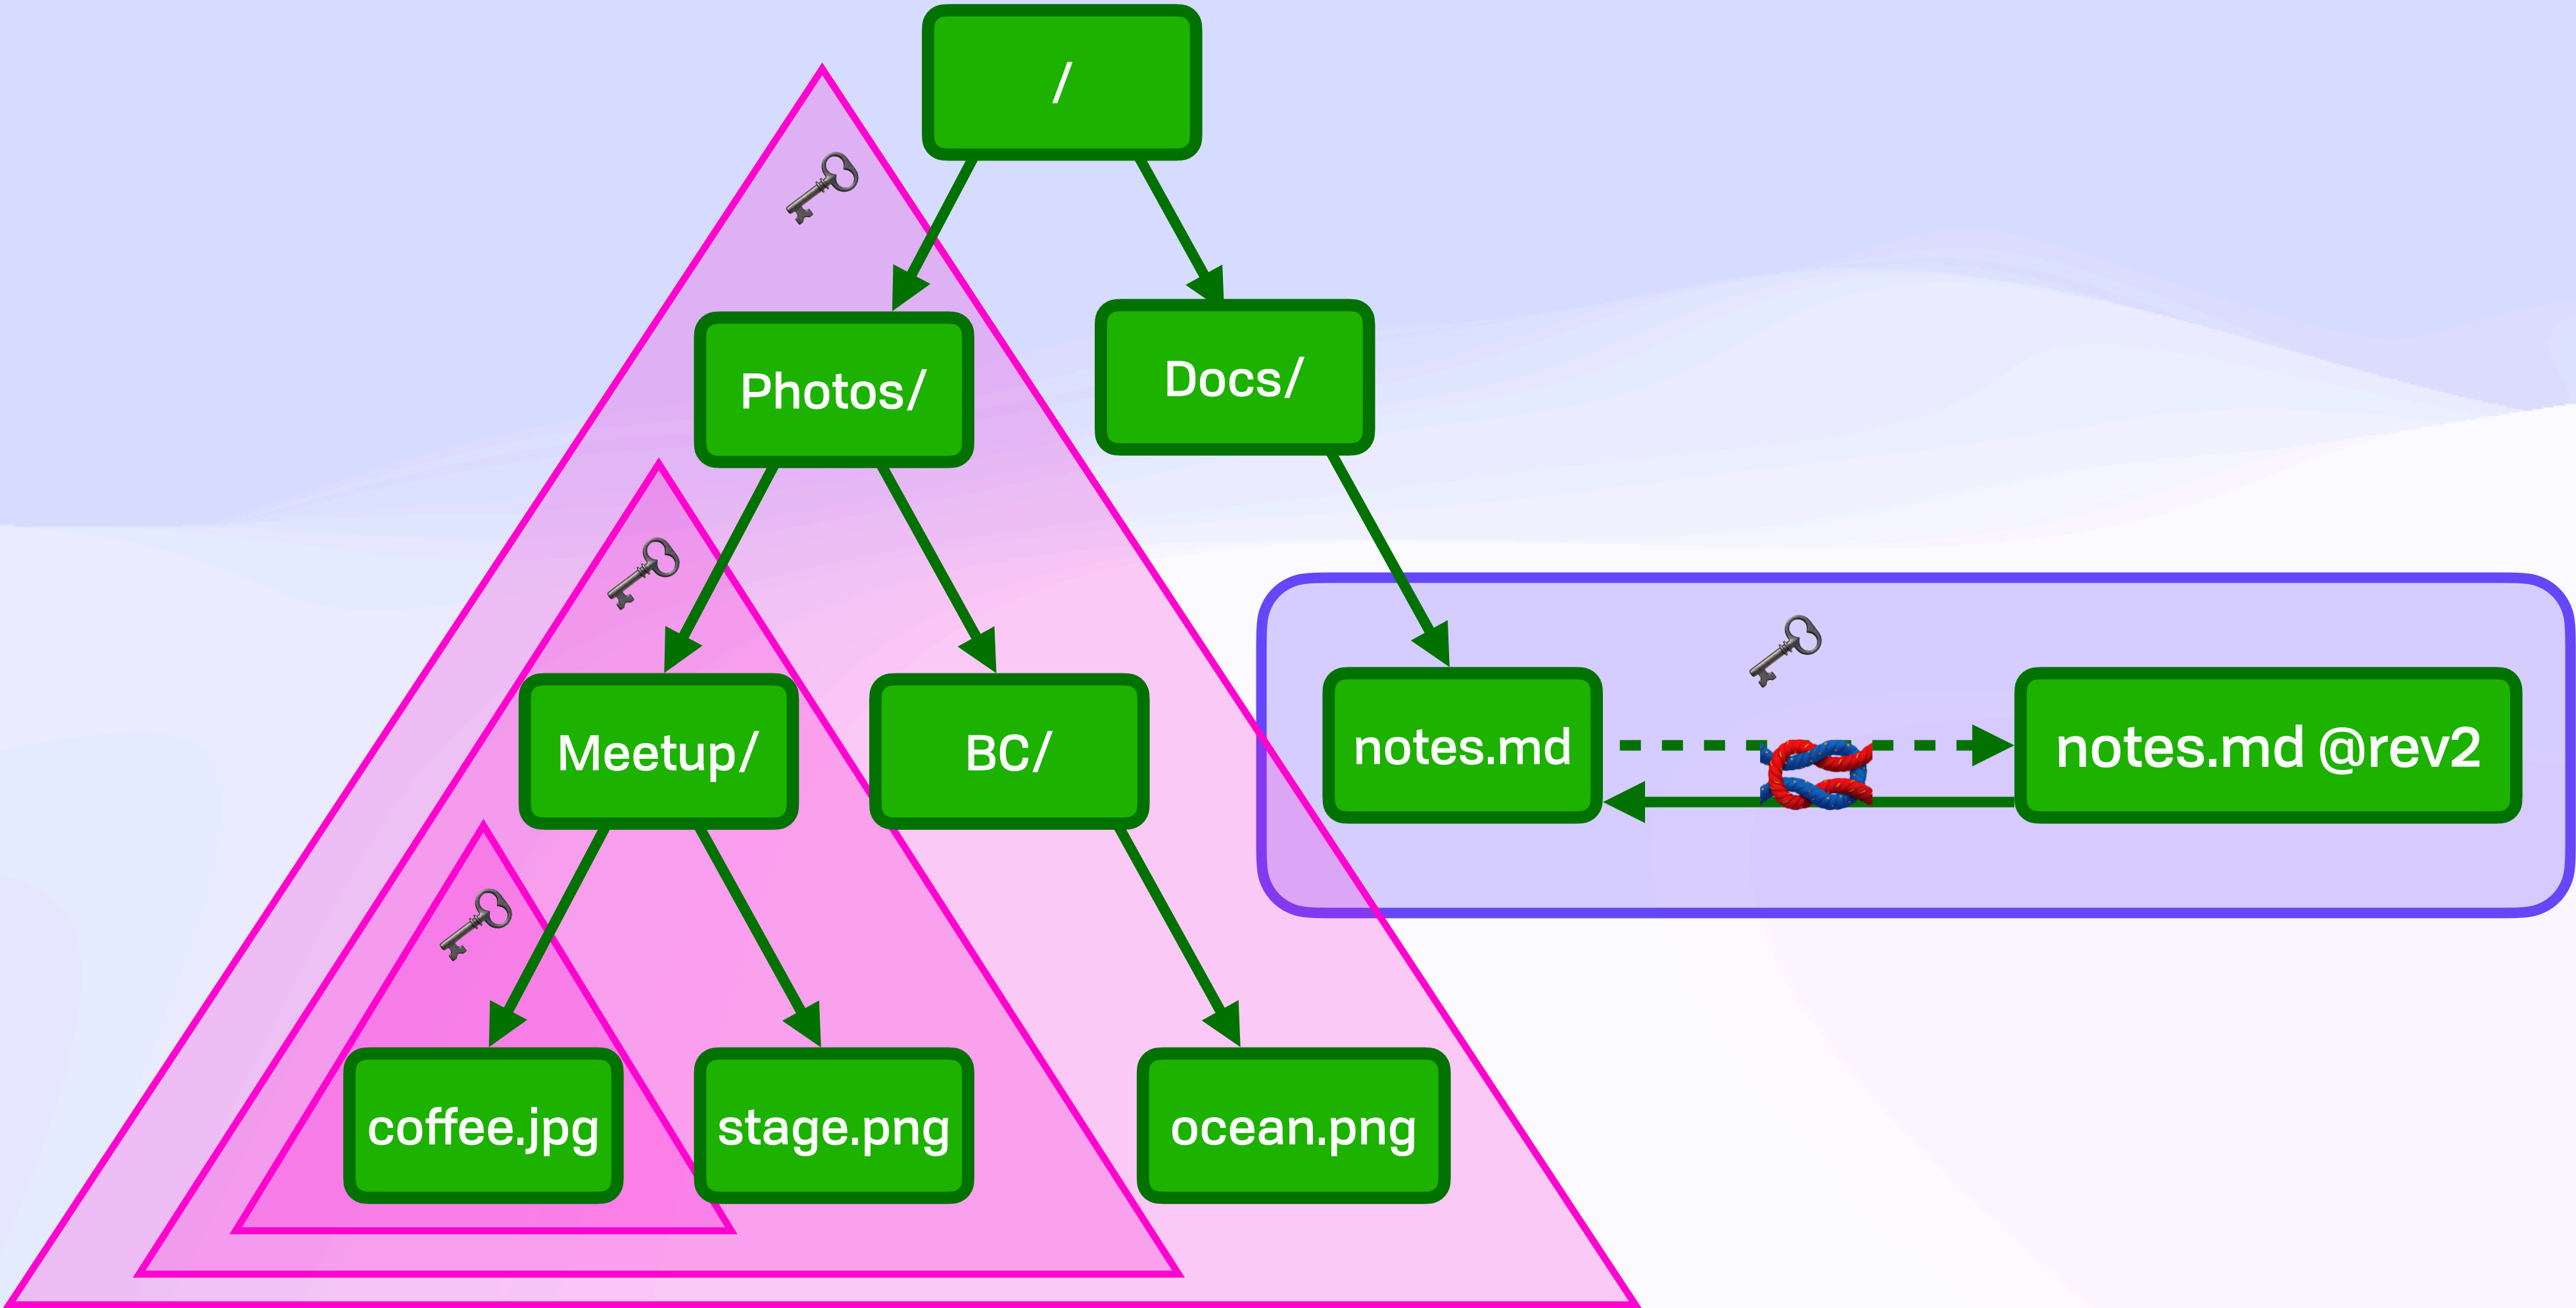 /
Photos/
Docs/
Meetup/
BC/
notes.md
notes.md @rev2
coffee.jpg
stage.png
ocean.png